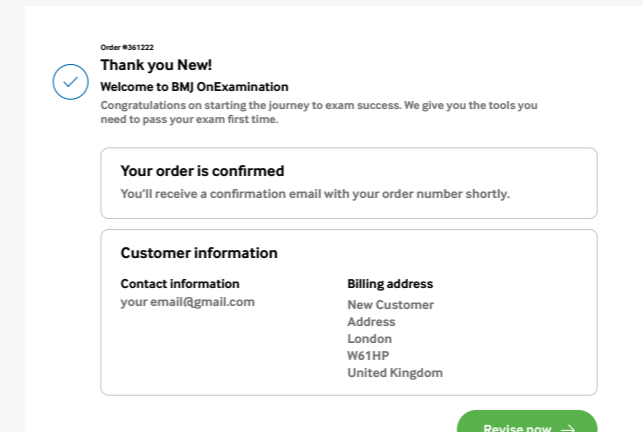 Order #361222
Thank you New!
Welcome to BMJ OnExamination
Congratulations on starting the journey to exam success. We give you the tools you
need to pass your exam first time.
Your order is confirmed
You'll receive a confirmation email with your order number shortly.
Customer information
Contact information
your email@gmail.com
Billing address
New Customer
Address
London
W61HP
United Kingdom
Revise now →